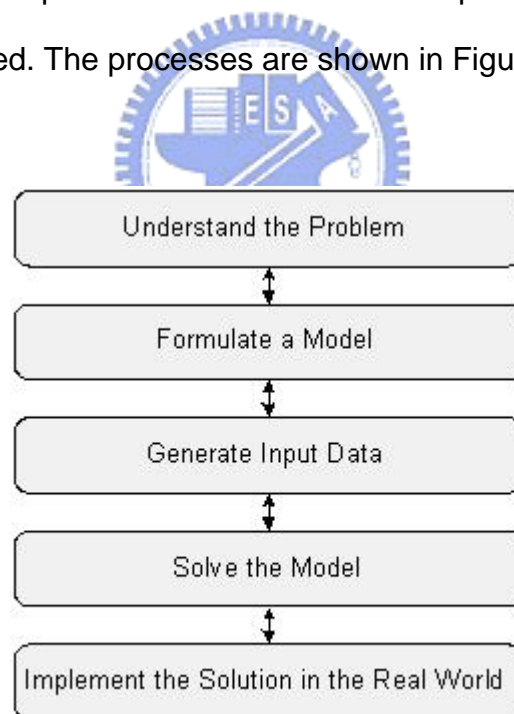 ed. The processes are shown in Figu
ESA
Understand the Problem
Formulate a Model
Generate Input Data
Solve the Model
Implement the Solution in the Real World